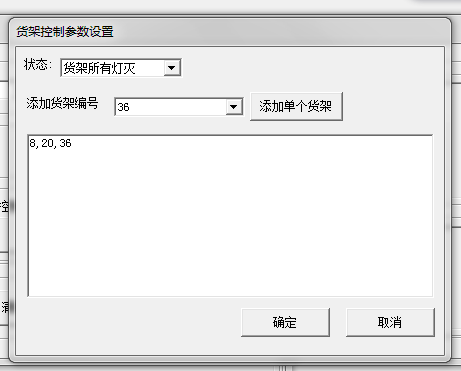 货架控制参数设置
状态: 货架所有灯灭
添加货架编号 36 添加单个货架
8, 20, 36
确定 取消